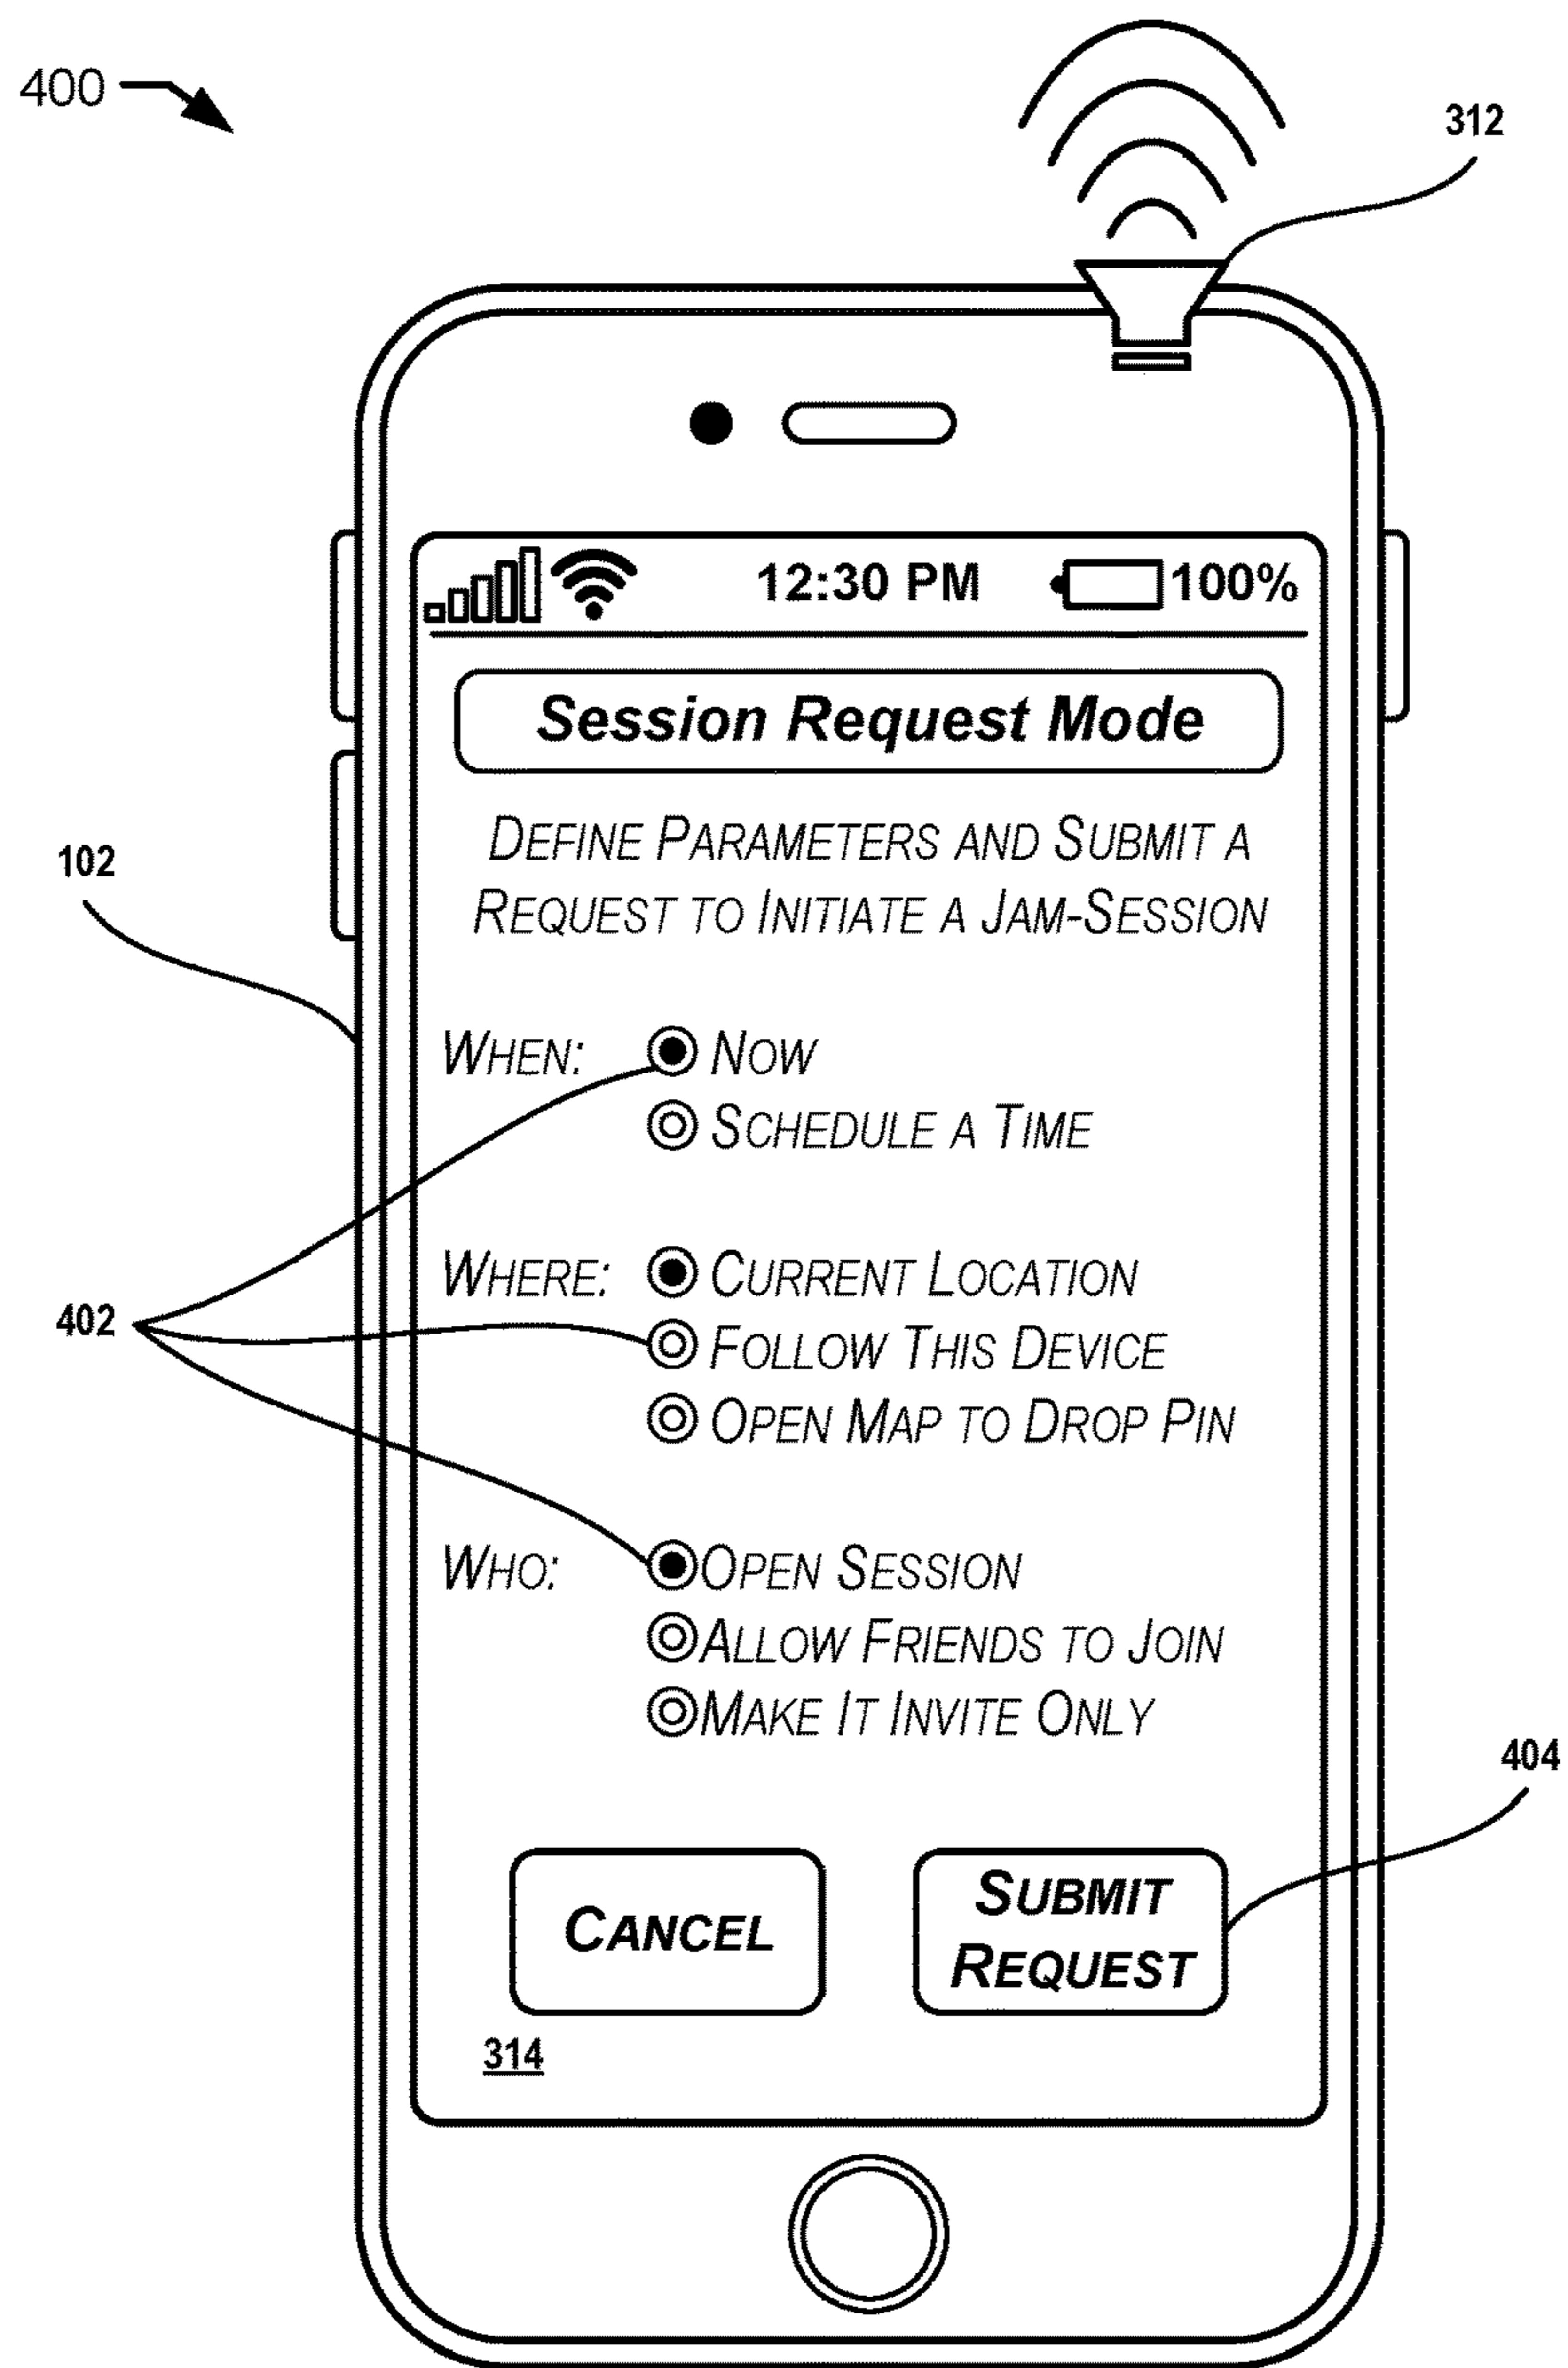 400
312
12:30 PM 100%
Session Request Mode
DEFINE PARAMETERS AND SUBMIT A
REQUEST TO INITIATE A JAM-SESSION
102
WHEN: NOW
SCHEDULE A TIME
WHERE: CURRENT LOCATION
402
FOLLOW THIS DEVICE
OPEN MAP TO DROP PIN
WHO: OPEN SESSION
ALLOW FRIENDS TO JOIN
MAKE IT INVITE ONLY
404
CANCEL
SUBMIT
REQUEST
314